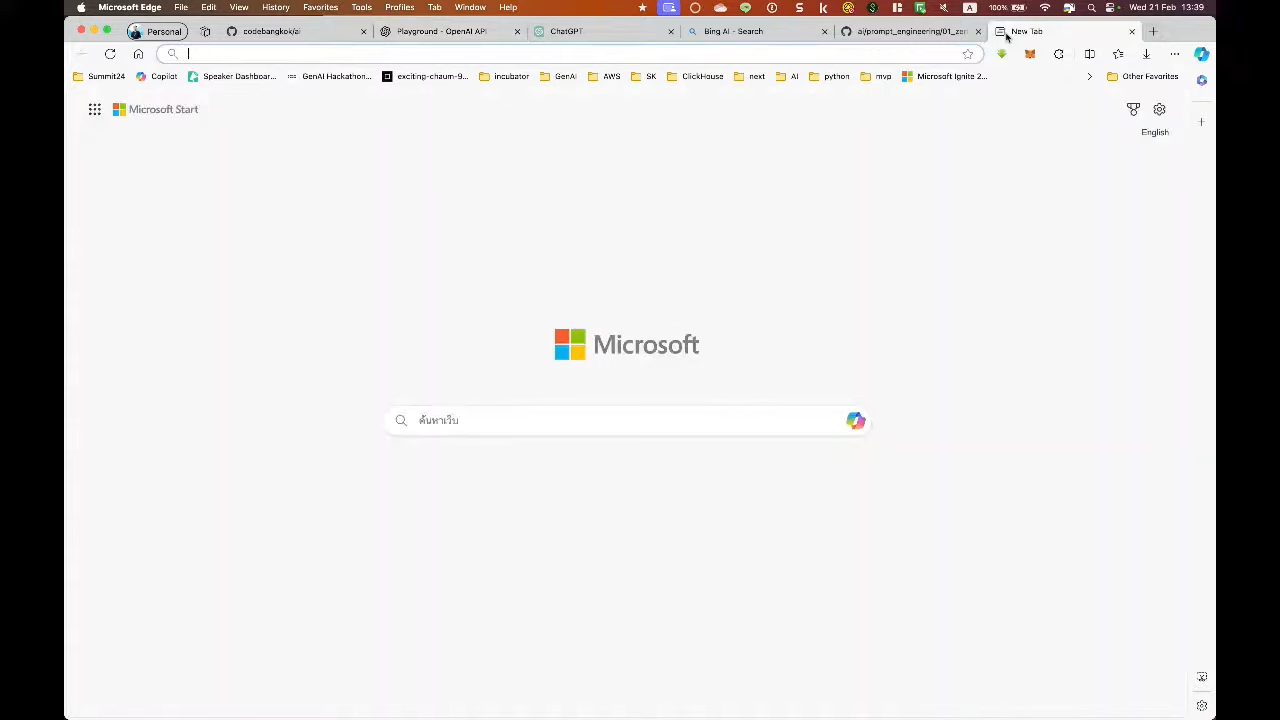 Microsoft Edge File Edit View History Favorites Tools Profiles Tab Window Help 100% Wed 21 Feb 13:39
Personal codebangkok/ai Playground - OpenAI API ChatGPT Bing AI - Search ai/prompt_engineering/01_zer New Tab
Summit24 Copilot Speaker Dashboar... GenAI Hackathon... exciting-chaum-9... incubator GenAI AWS SK ClickHouse next AI python mvp Microsoft Ignite 2... Other Favorites
Microsoft Start
English
Microsoft
ค้นหาเว็บ